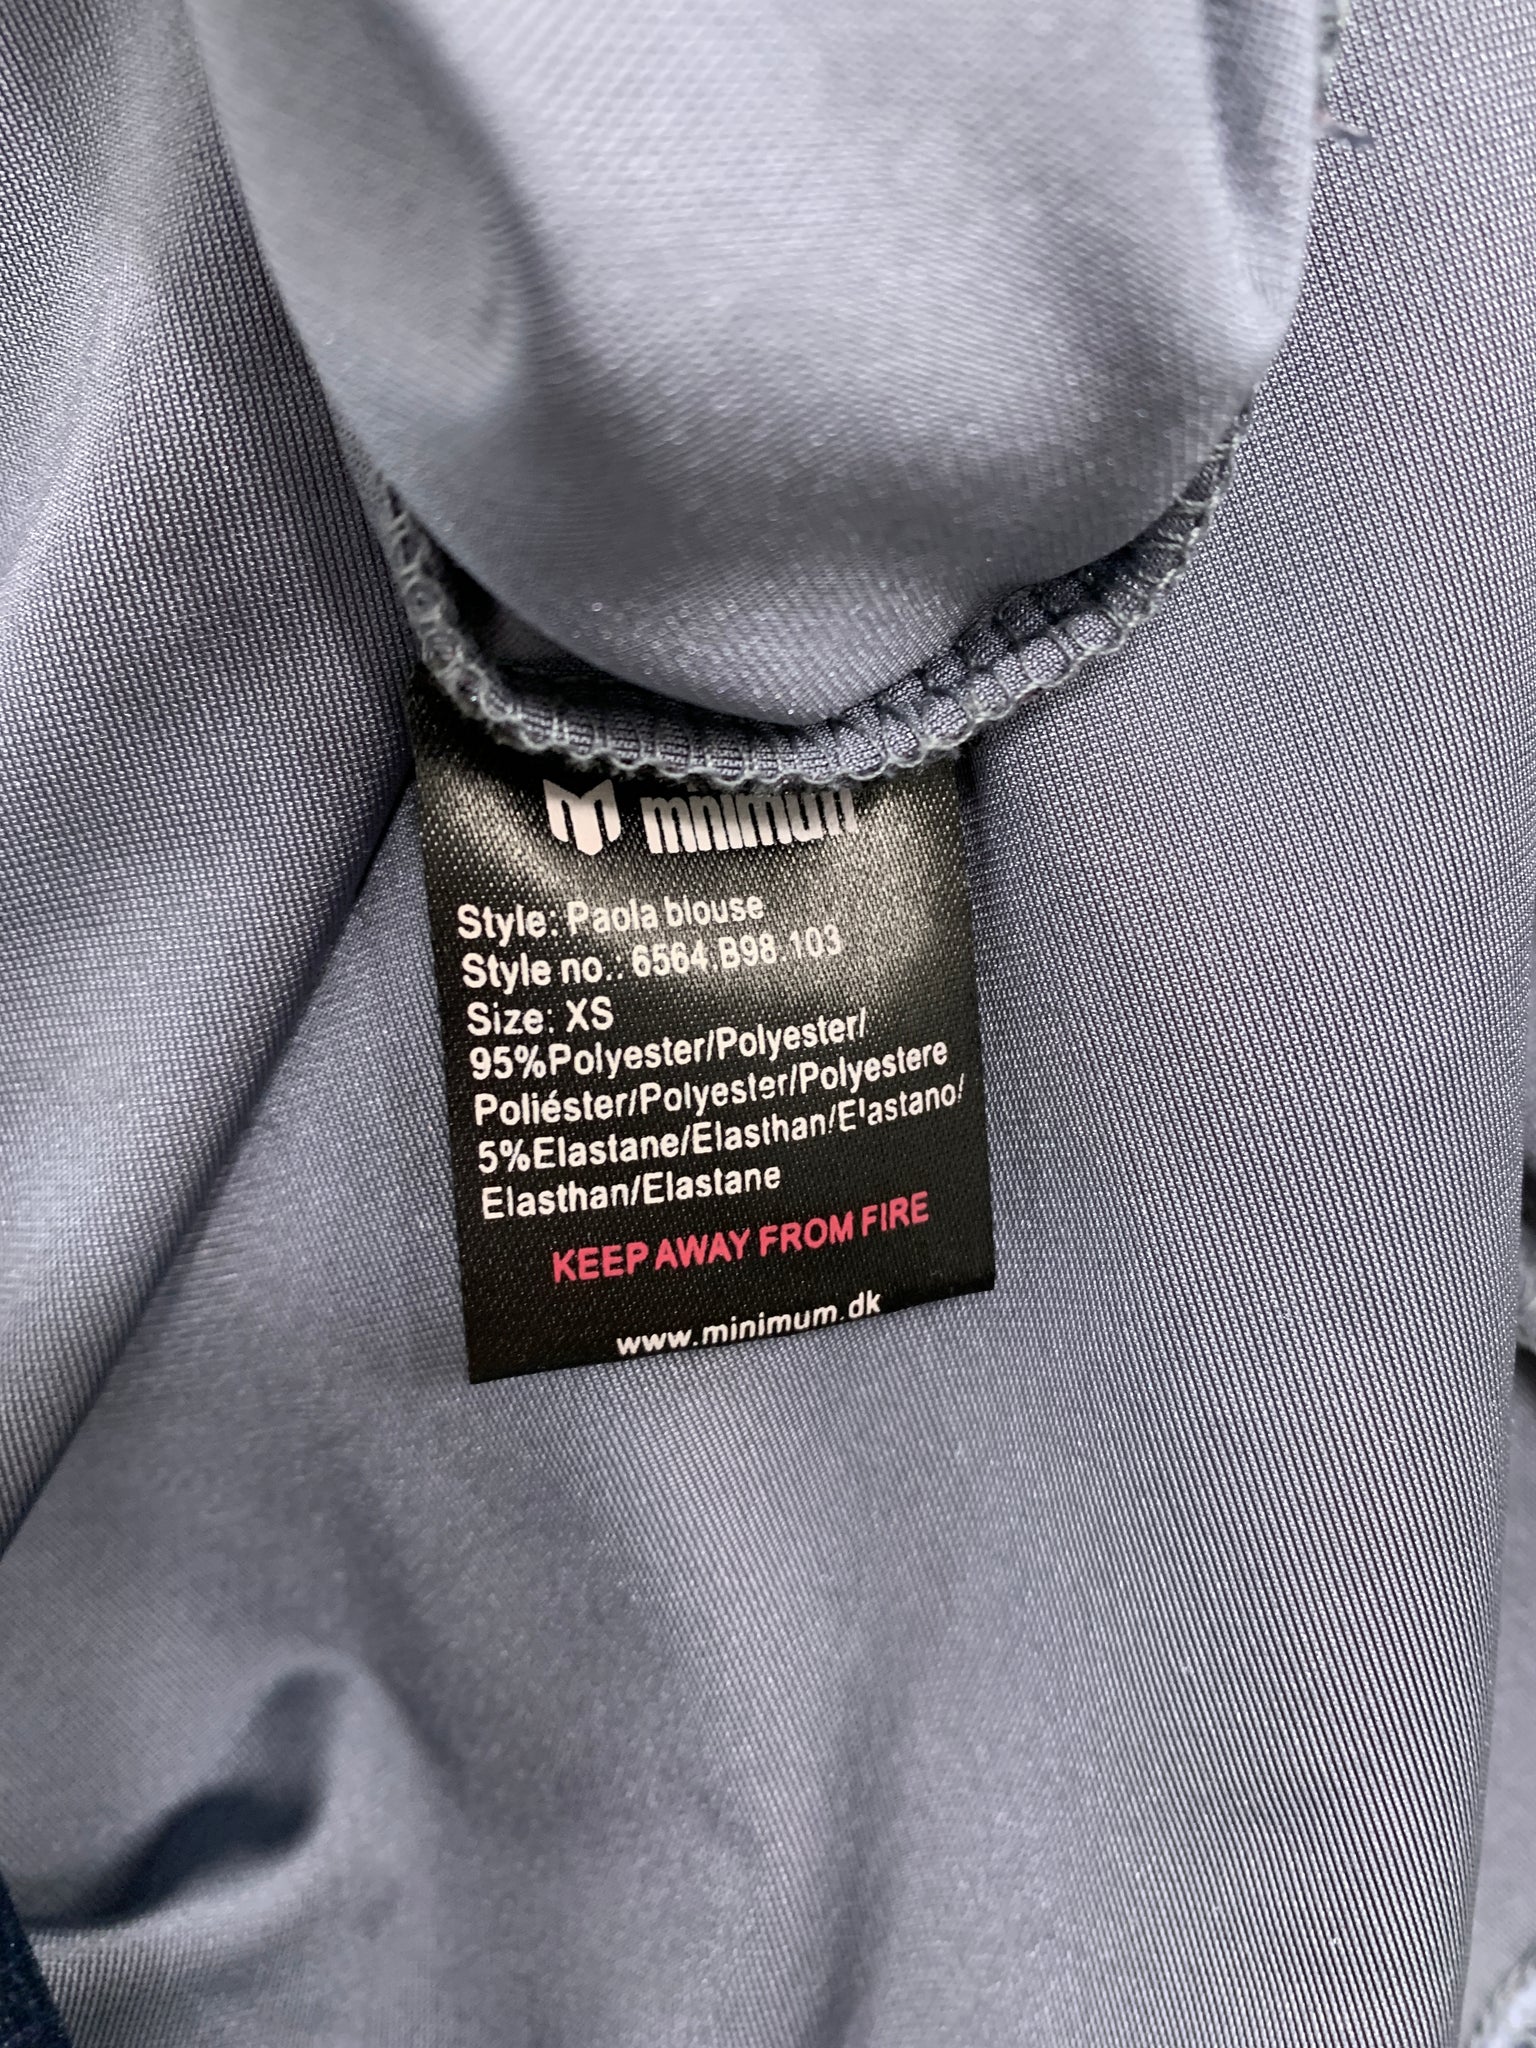 minimum
Style: Paola blouse
Style no.: 6564.B98.103
Size: XS
95%Polyester/Polyester/
Poliéster/Polyester/Polyestere
5%Elastane/Elasthan/Elastano/
Elasthan/Elastane
KEEP AWAY FROM FIRE
www.minimum.dk